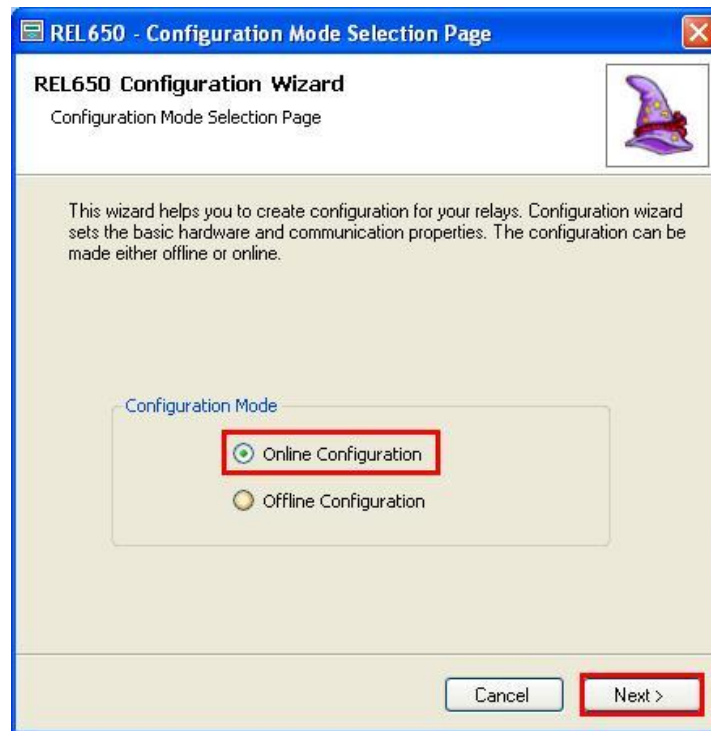 REL650 - Configuration Mode Selection Page
REL650 Configuration Wizard
Configuration Mode Selection Page
This wizard helps you to create configuration for your relays. Configuration wizard
sets the basic hardware and communication properties. The configuration can be
made either offline or online.
Configuration Mode
Online Configuration
Offline Configuration
Cancel
Next >